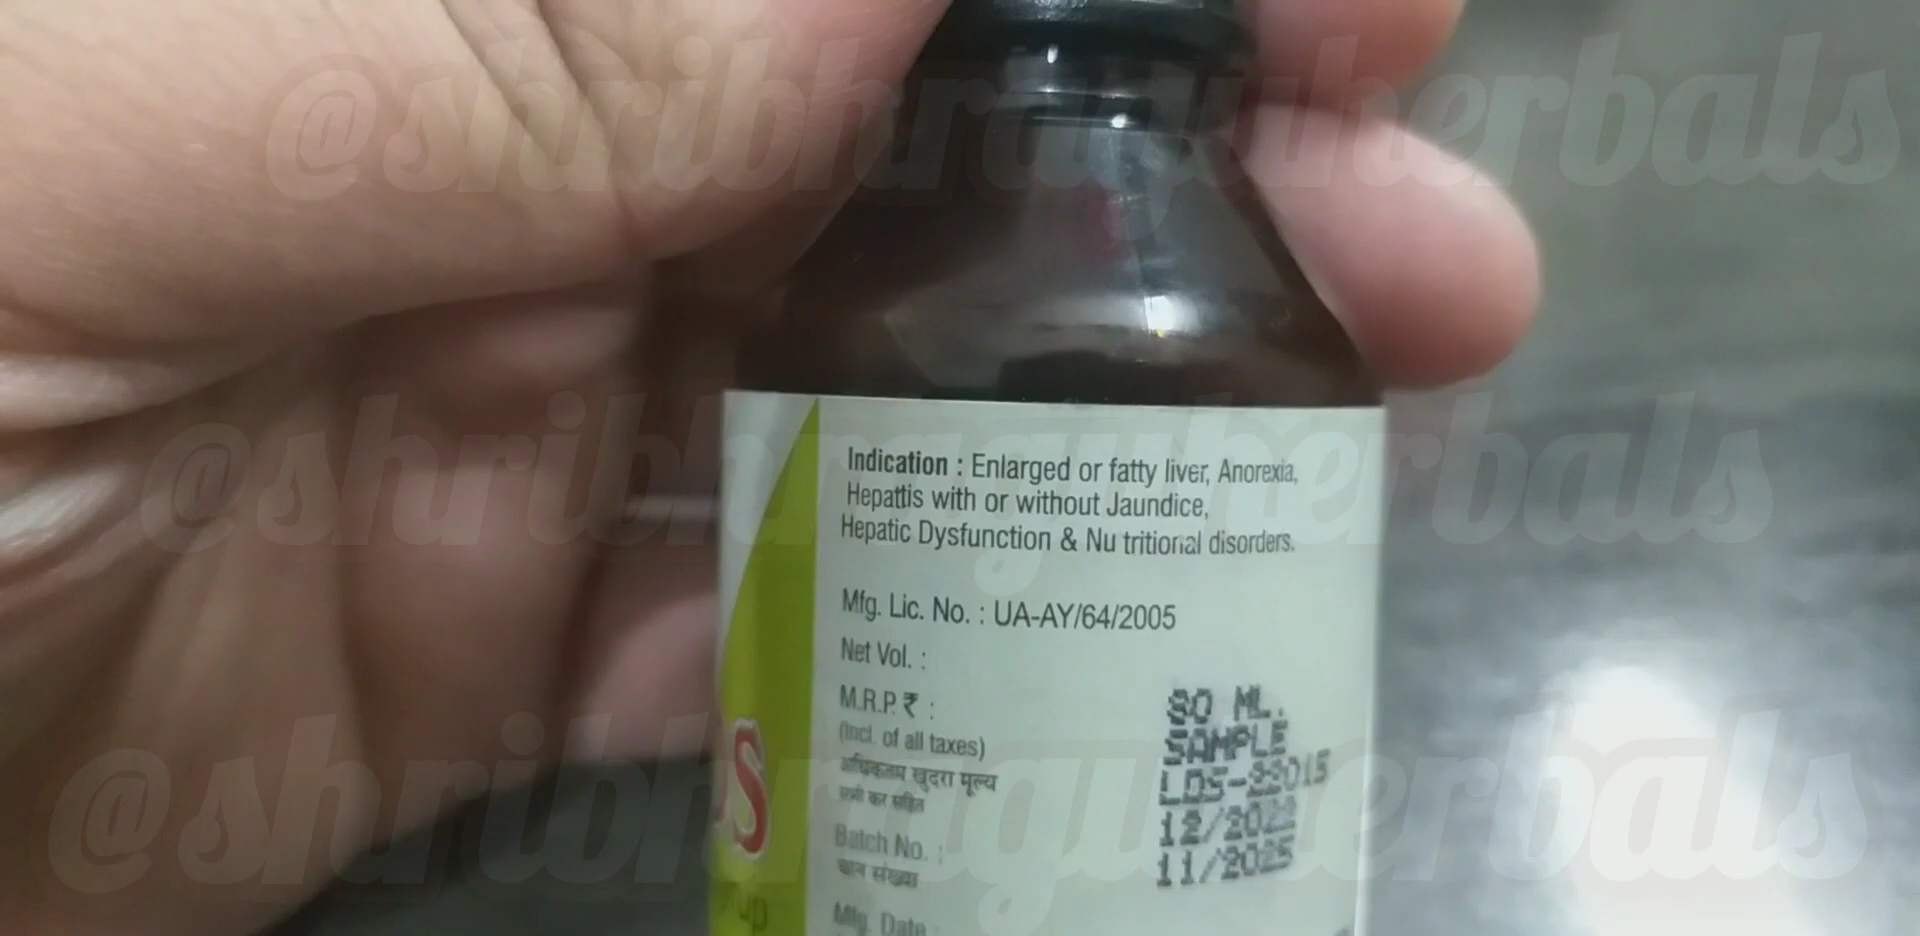 @shribhraguherbals
@shribhraguherbals
@shribhraguherbals
Indication : Enlarged or fatty liver, Anorexia,
Hepattis with or without Jaundice,
Hepatic Dysfunction & Nu tritional disorders.
Mfg. Lic. No. : UA-AY/64/2005
Net Vol. :
M.R.P. ₹ :
(Incl. of all taxes)
अधिकतम खुदरा मूल्य
सभी कर सहित
Batch No. :
Mfg. Date :
80 ML.
SAMPLE
LDS-22015
12/2022
11/2025
S